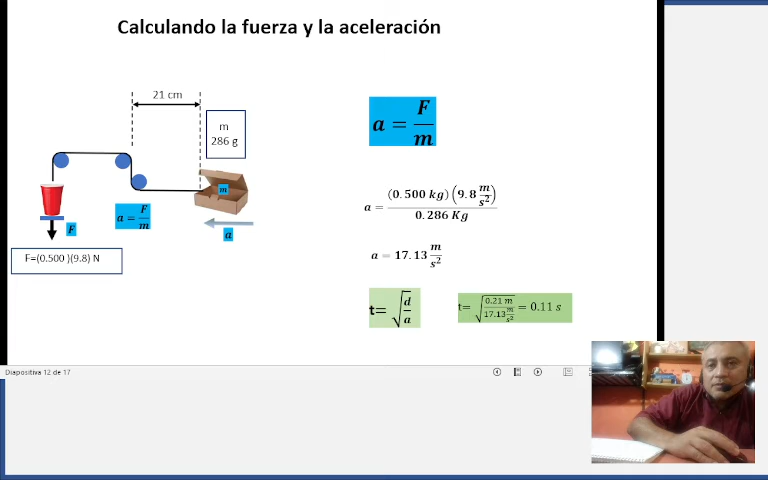 Calculando la fuerza y la aceleración
21 cm
m
286 g
m
a = F/m
F
a
F=(0.500 )(9.8) N
a = F/m
a = (0.500 kg)(9.8 m/s²)/0.286 Kg
a = 17.13 m/s²
t= √(d/a)
t= √(0.21 m/17.13 m/s²) = 0.11 s
Diapositiva 12 de 17